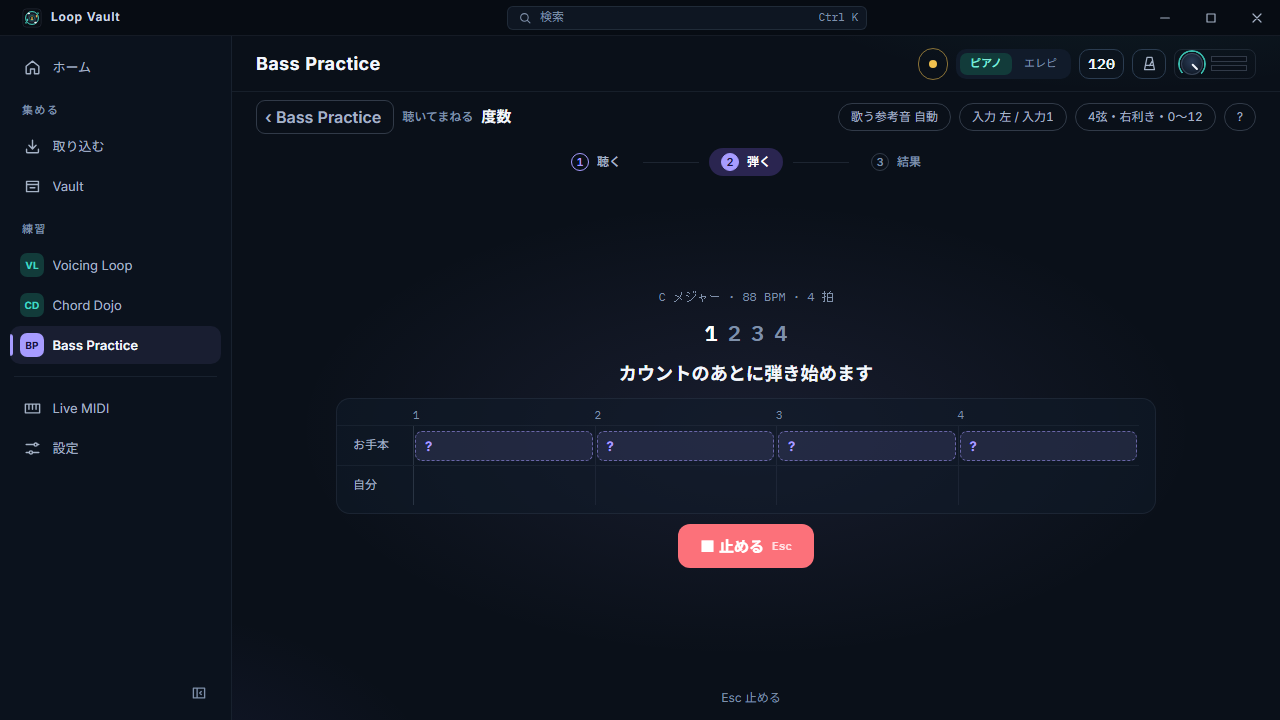 Loop Vault
検索 Ctrl K
ホーム
集める
取り込む
Vault
練習
VL Voicing Loop
CD Chord Dojo
BP Bass Practice
Live MIDI
設定
Bass Practice
ピアノ エレピ 120
‹ Bass Practice 聴いてまねる 度数
歌う参考音 自動 入力 左 / 入力1 4弦・右利き・0〜12 ?
1 聴く 2 弾く 3 結果
C メジャー · 88 BPM · 4 拍
1 2 3 4
カウントのあとに弾き始めます
1 2 3 4
お手本 ? ? ? ?
自分
止める Esc
Esc 止める